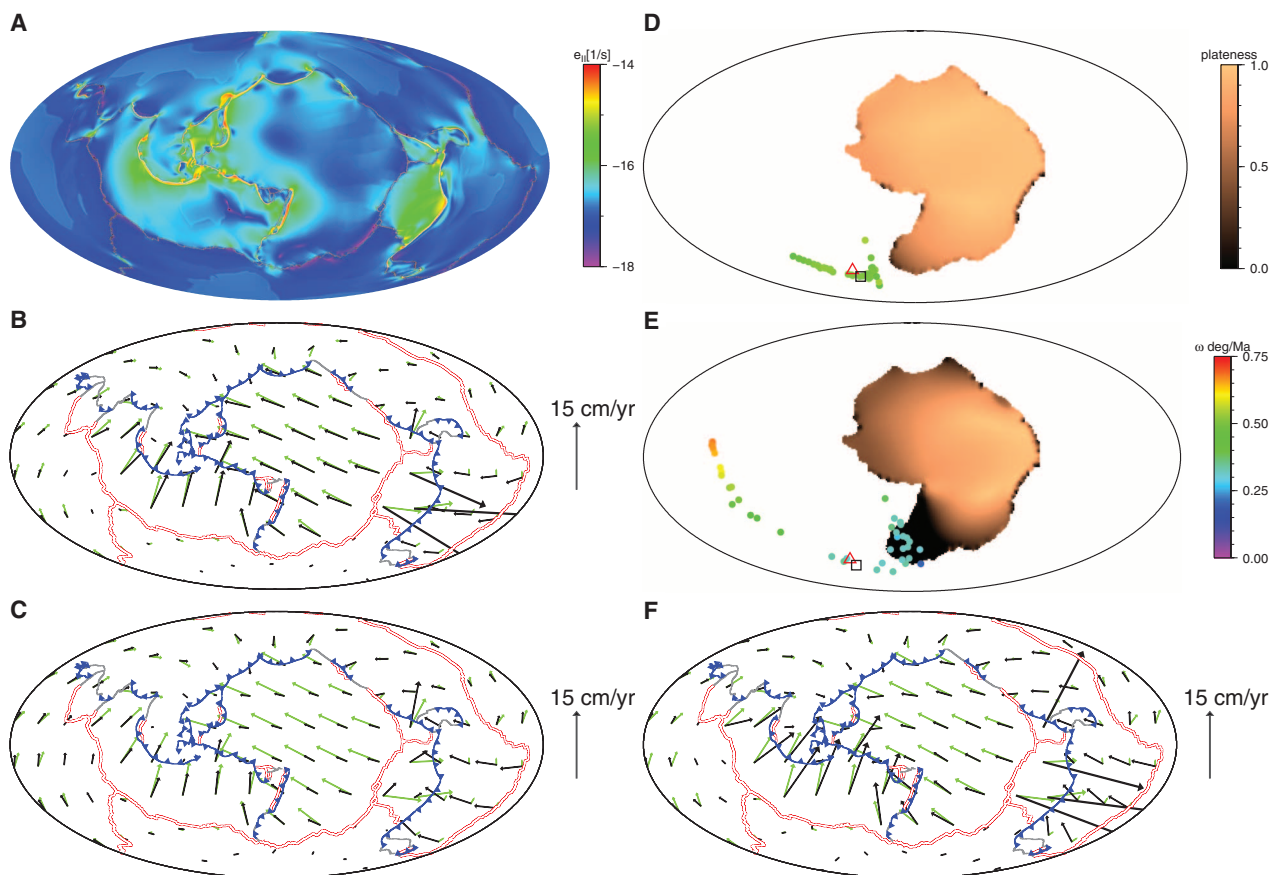 A
e_II[1/s]
−14
−16
−18
D
plateness
1.0
0.5
0.0
B
15 cm/yr
E
ω deg/Ma
0.75
0.50
0.25
0.00
C
15 cm/yr
F
15 cm/yr